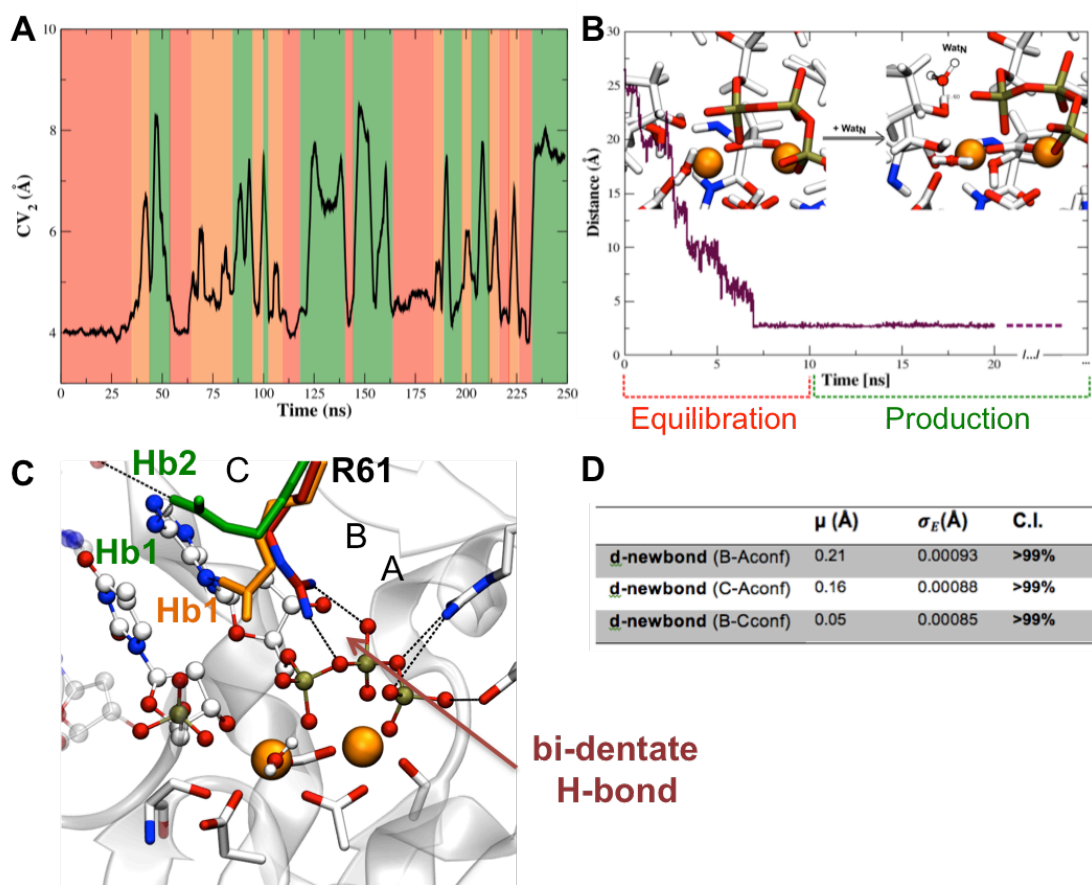 A
10
8
6
4
CV2 (Å)
0 25 50 75 100 125 150 175 200 225 250
Time (ns)
B
30
25
20
15
10
5
0
Distance (Å)
WatN
2.80
+ WatN
0 5 10 15 20 /.../ ...
Time [ns]
Equilibration Production
C
Hb2 C R61
B
Hb1 A
Hb1
bi-dentate
H-bond
D
μ (Å) σE(Å) C.I.
d-newbond (B-Aconf) 0.21 0.00093 >99%
d-newbond (C-Aconf) 0.16 0.00088 >99%
d-newbond (B-Cconf) 0.05 0.00085 >99%